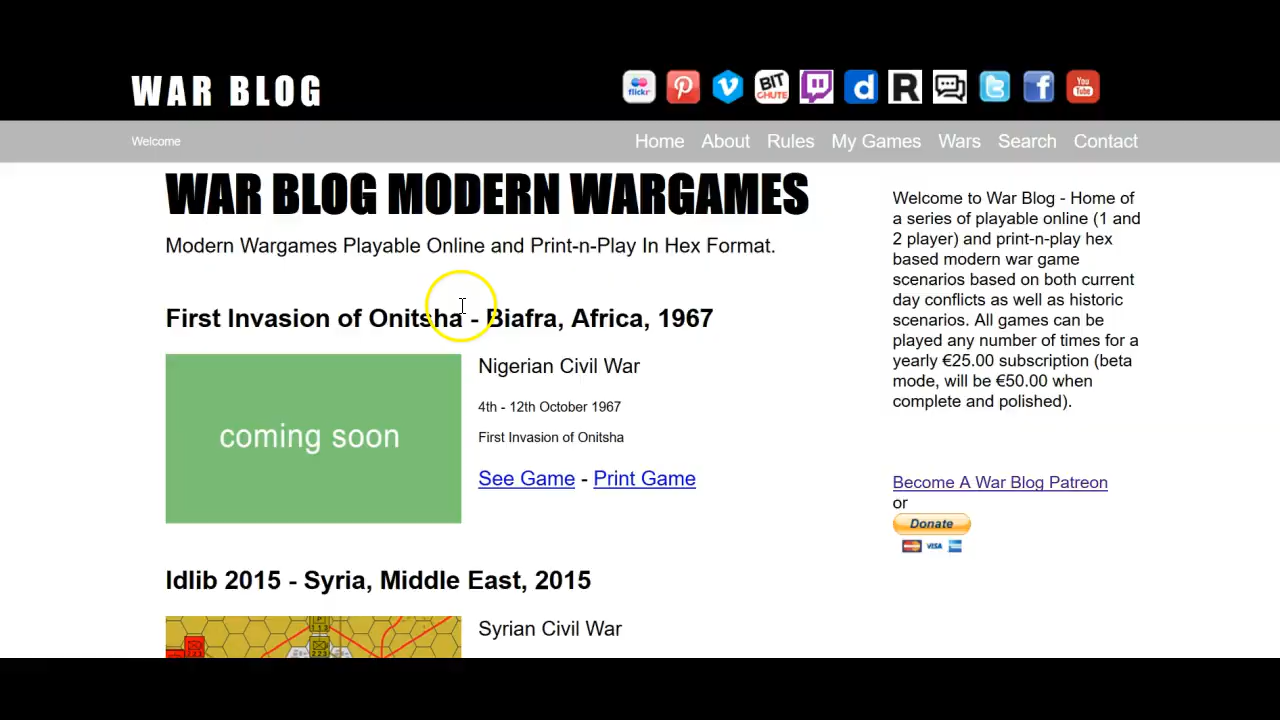 WAR BLOG
flickr
BIT
CHUTE
d
R
You
Tube
Welcome
Home
About
Rules
My Games
Wars
Search
Contact
WAR BLOG MODERN WARGAMES
Modern Wargames Playable Online and Print-n-Play In Hex Format.
First Invasion of Onitsha - Biafra, Africa, 1967
coming soon
Nigerian Civil War
4th - 12th October 1967
First Invasion of Onitsha
See Game - Print Game
Idlib 2015 - Syria, Middle East, 2015
Syrian Civil War
Welcome to War Blog - Home of
a series of playable online (1 and
2 player) and print-n-play hex
based modern war game
scenarios based on both current
day conflicts as well as historic
scenarios. All games can be
played any number of times for a
yearly €25.00 subscription (beta
mode, will be €50.00 when
complete and polished).
Become A War Blog Patreon
or
Donate
VISA